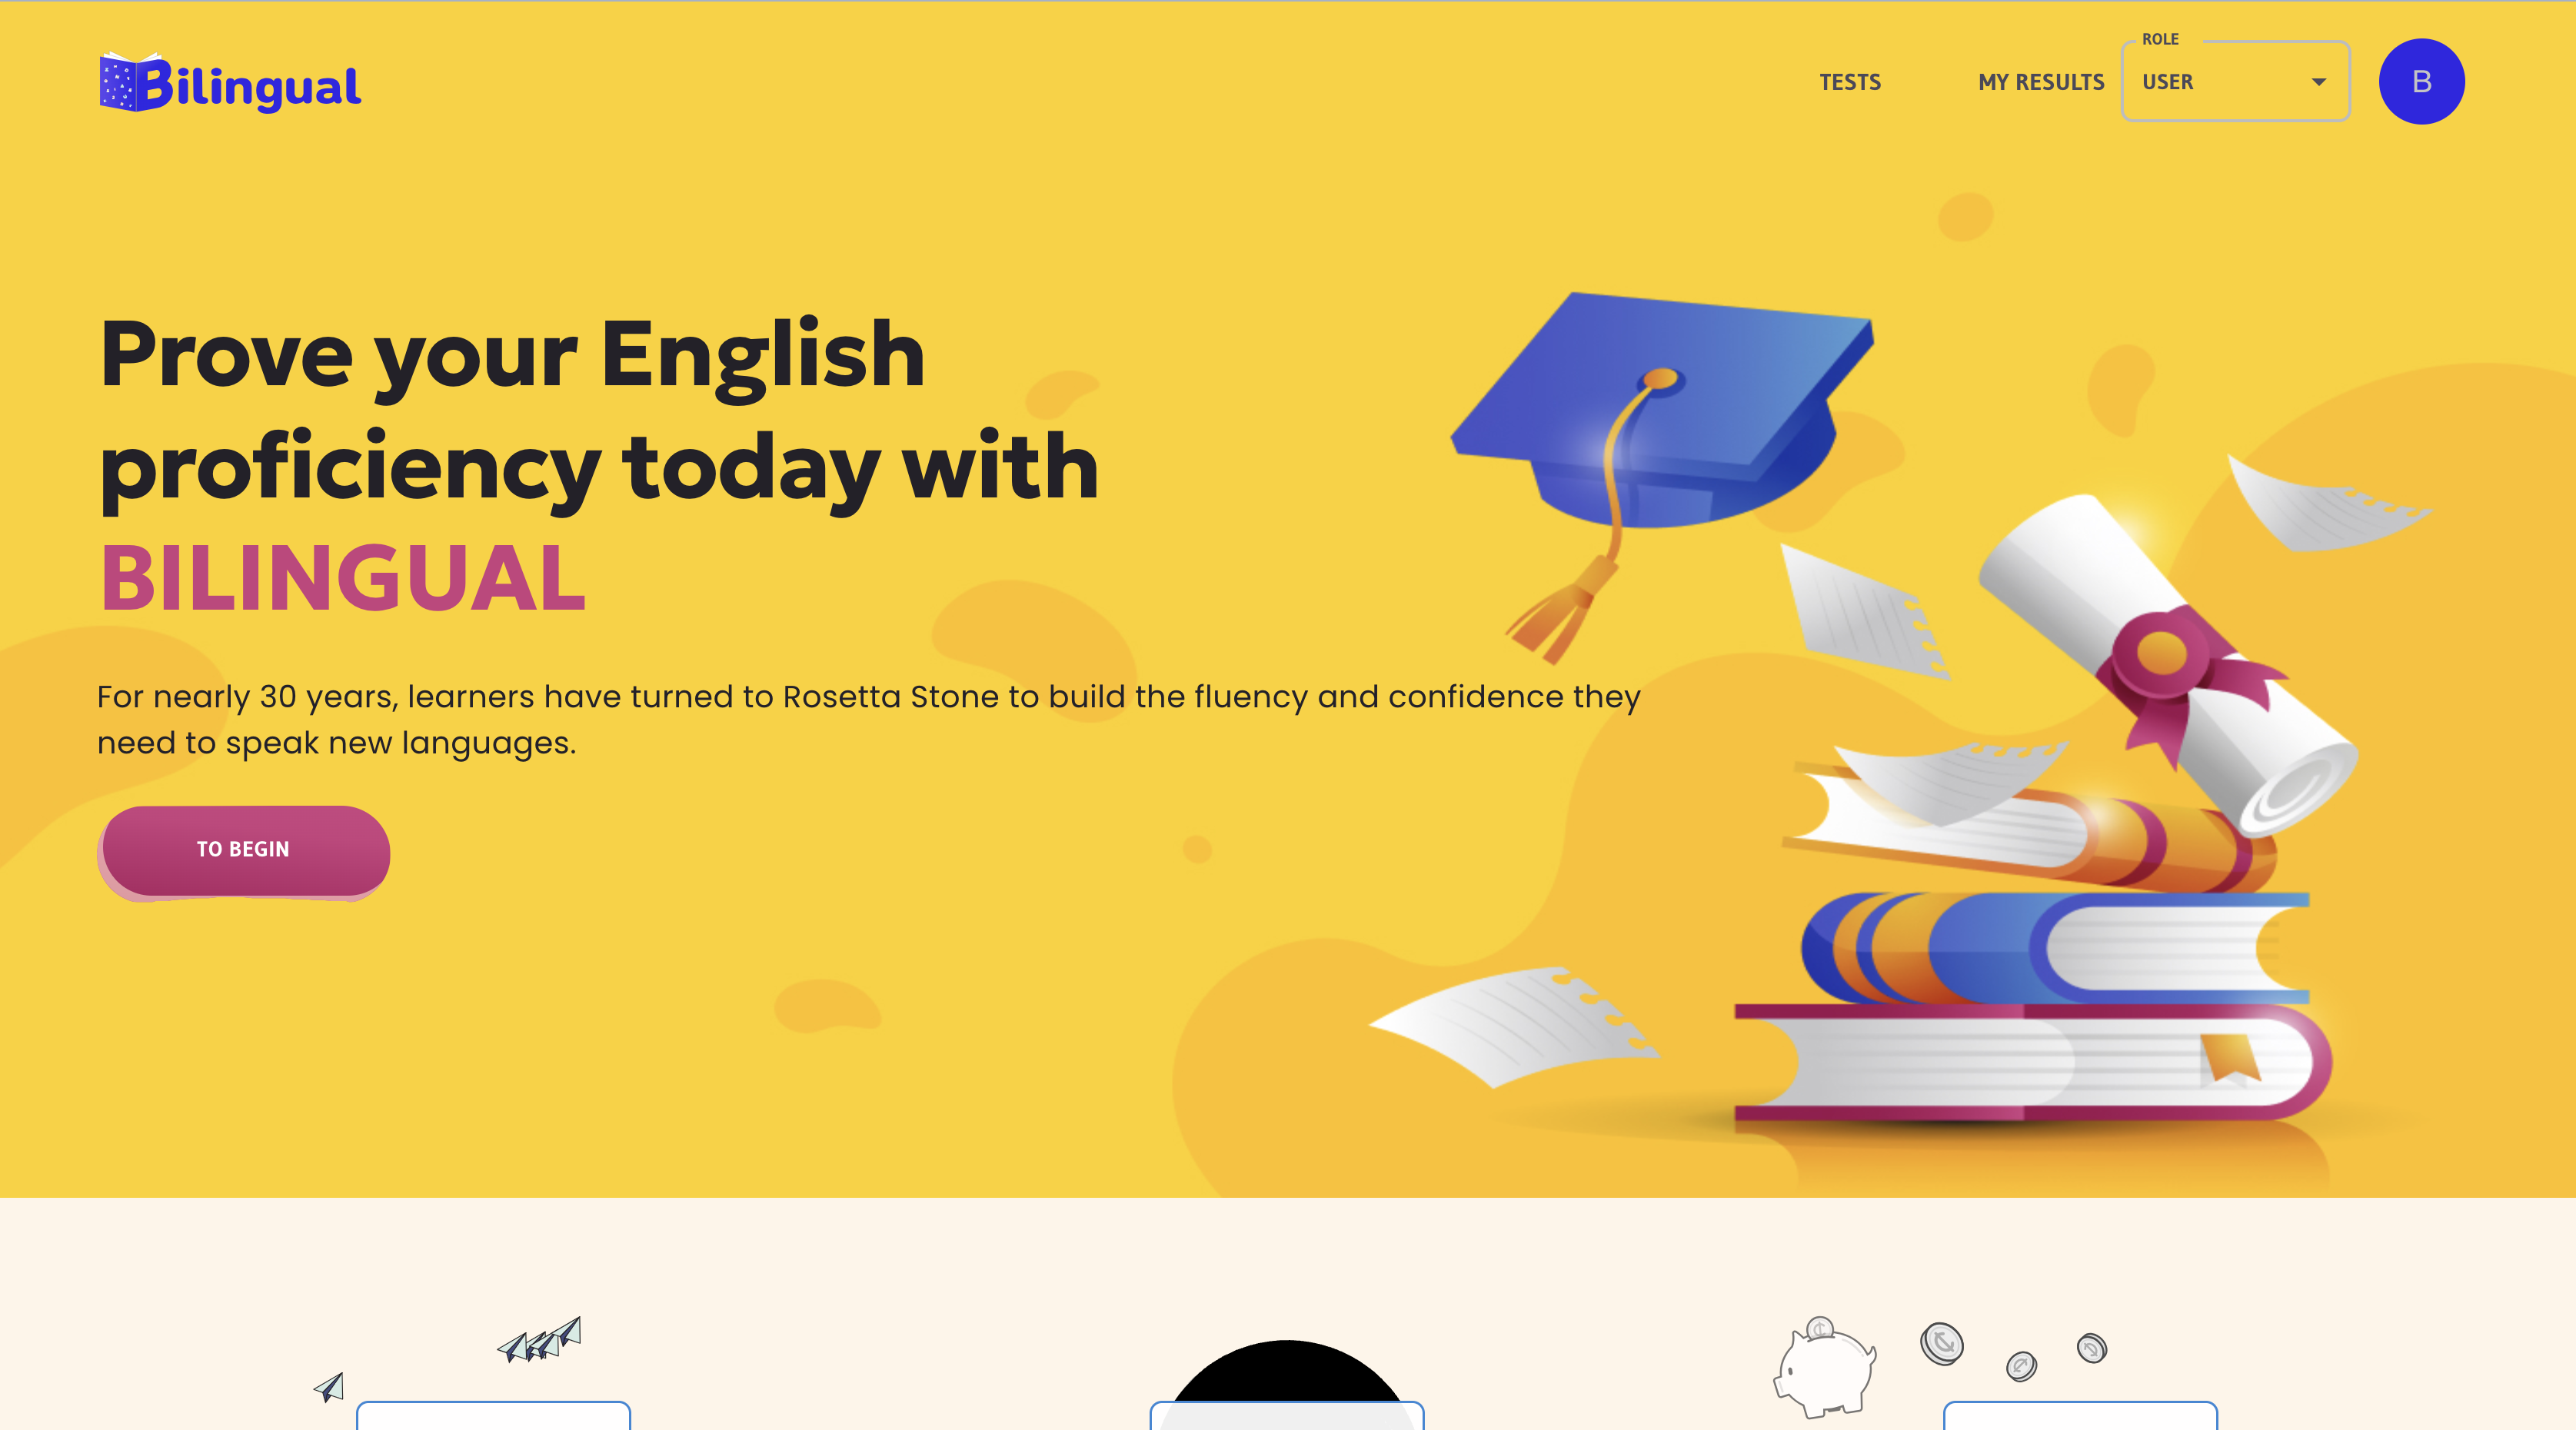 Bilingual
TESTS
MY RESULTS
ROLE
USER
B
Prove your English
proficiency today with
BILINGUAL
For nearly 30 years, learners have turned to Rosetta Stone to build the fluency and confidence they
need to speak new languages.
TO BEGIN